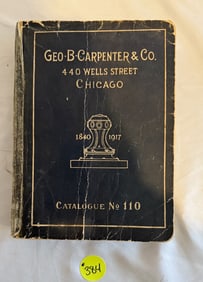 GEO·B·CARPENTER & CO.
440 WELLS STREET
CHICAGO
1840 1917
CATALOGUE No 110
384